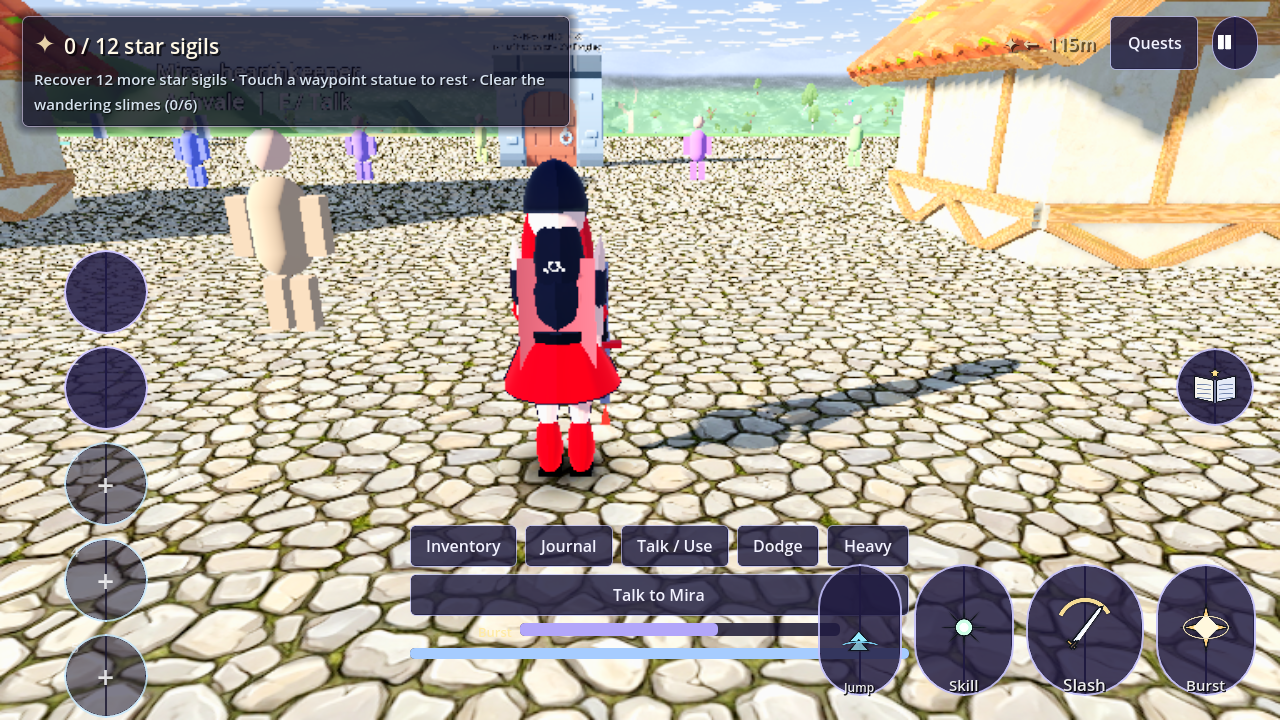 0 / 12 star sigils
Recover 12 more star sigils · Touch a waypoint statue to rest · Clear the
wandering slimes (0/6)
115m
Quests
Inventory
Journal
Talk / Use
Dodge
Heavy
Talk to Mira
Burst
Jump
Skill
Slash
Burst